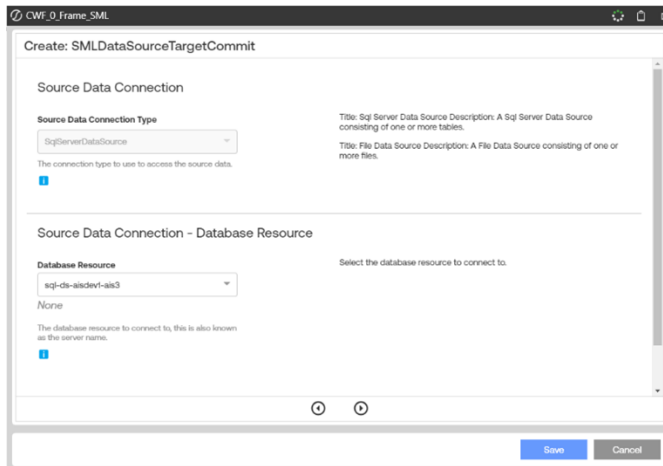 CWF_0_Frame_SML
Create: SMLDataSourceTargetCommit
Source Data Connection
Source Data Connection Type
SqlServerDataSource
The connection type to use to access the source data.
i
Title: Sql Server Data Source Description: A Sql Server Data Source
consisting of one or more tables.
Title: File Data Source Description: A File Data Source consisting of one or
more files.
Source Data Connection - Database Resource
Database Resource
sql-ds-aisdev1-ais3
None
The database resource to connect to, this is also known
as the server name.
i
Select the database resource to connect to.
Save
Cancel